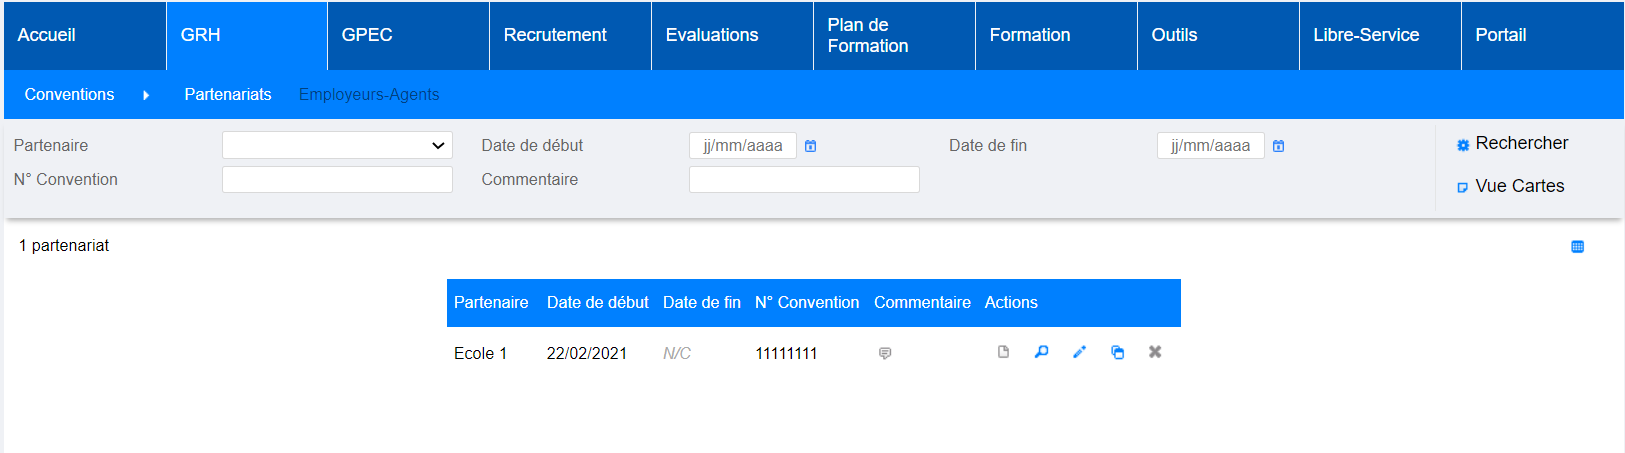 Accueil GRH GPEC Recrutement Evaluations Plan de Formation Formation Outils Libre-Service Portail
Conventions Partenariats Employeurs-Agents
Partenaire Date de début jj/mm/aaaa Date de fin jj/mm/aaaa Rechercher
N° Convention Commentaire Vue Cartes
1 partenariat
Partenaire Date de début Date de fin N° Convention Commentaire Actions
Ecole 1 22/02/2021 N/C 11111111